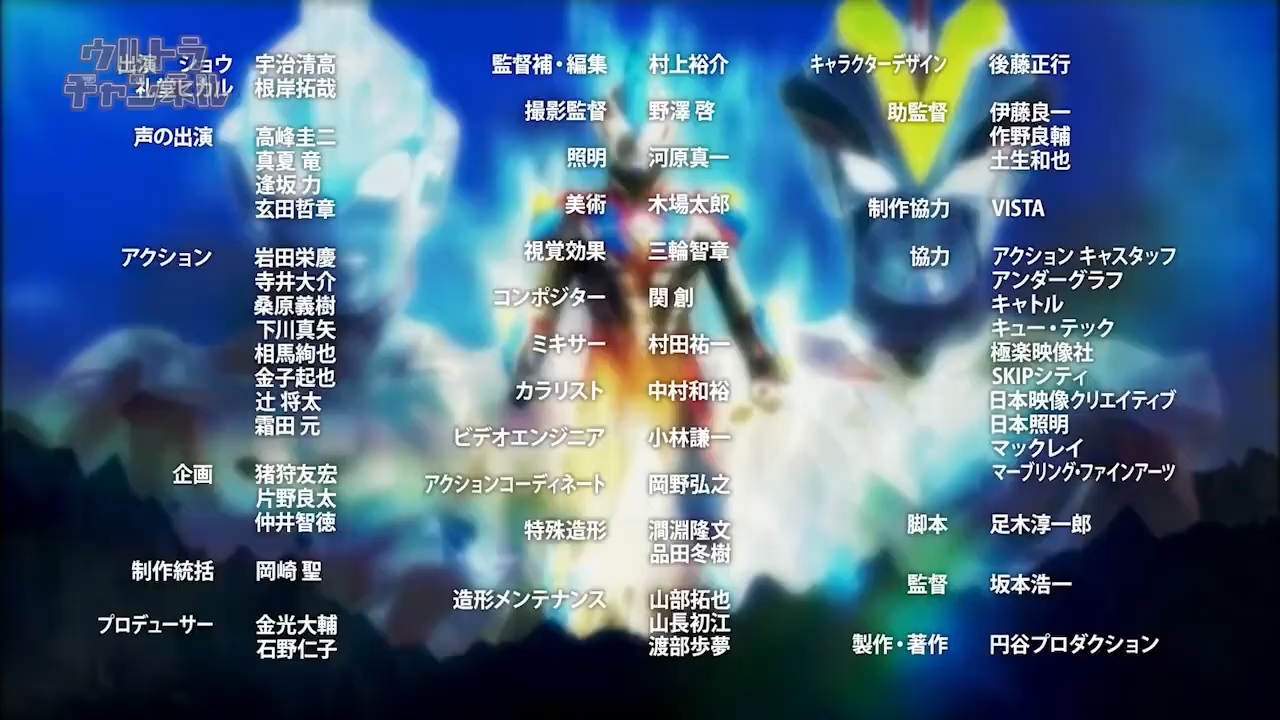 ウルトラ
チャンネル
出演 ショウ 宇治清高
礼堂ヒカル 根岸拓哉
声の出演 高峰圭二
真夏 竜
逢坂 力
玄田哲章
アクション 岩田栄慶
寺井大介
桑原義樹
下川真矢
相馬絢也
金子起也
辻 将太
霜田 元
企画 猪狩友宏
片野良太
仲井智徳
制作統括 岡崎 聖
プロデューサー 金光大輔
石野仁子
監督補・編集 村上裕介
撮影監督 野澤 啓
照明 河原真一
美術 木場太郎
視覚効果 三輪智章
コンポジター 関 創
ミキサー 村田祐一
カラリスト 中村和裕
ビデオエンジニア 小林謙一
アクションコーディネート 岡野弘之
特殊造形 澗淵隆文
品田冬樹
造形メンテナンス 山部拓也
山長初江
渡部歩夢
キャラクターデザイン 後藤正行
助監督 伊藤良一
作野良輔
土生和也
制作協力 VISTA
協力 アクション キャスタッフ
アンダーグラフ
キャトル
キュー・テック
極楽映像社
SKIPシティ
日本映像クリエイティブ
日本照明
マックレイ
マーブリング・ファインアーツ
脚本 足木淳一郎
監督 坂本浩一
製作・著作 円谷プロダクション